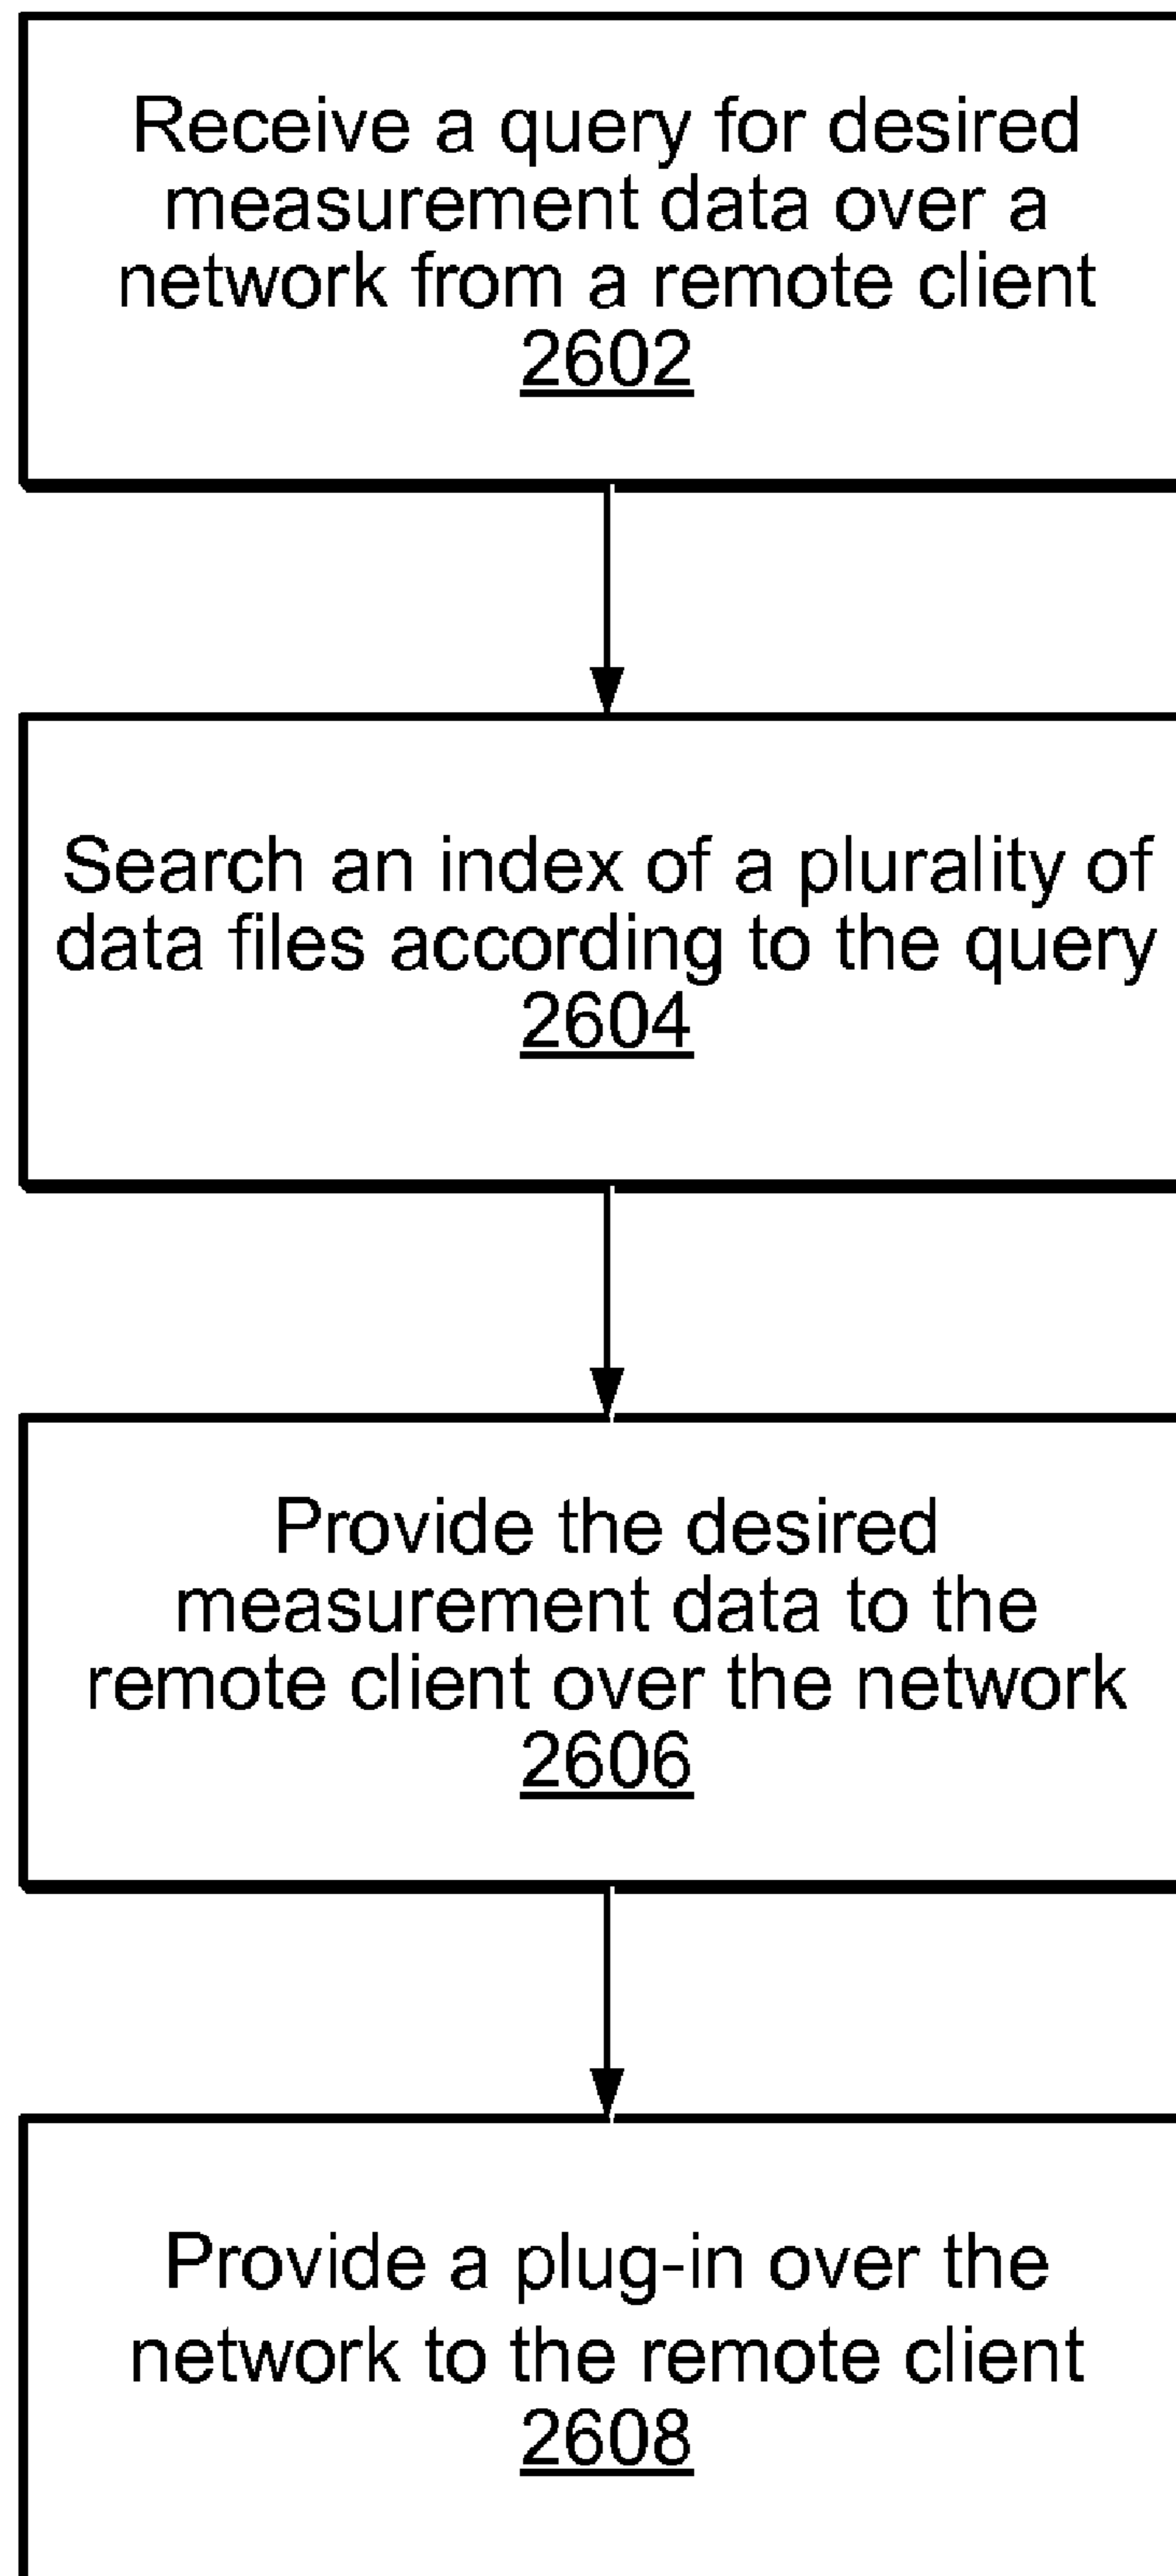 Receive a query for desired
measurement data over a
network from a remote client
2602
Search an index of a plurality of
data files according to the query
2604
Provide the desired
measurement data to the
remote client over the network
2606
Provide a plug-in over the
network to the remote client
2608